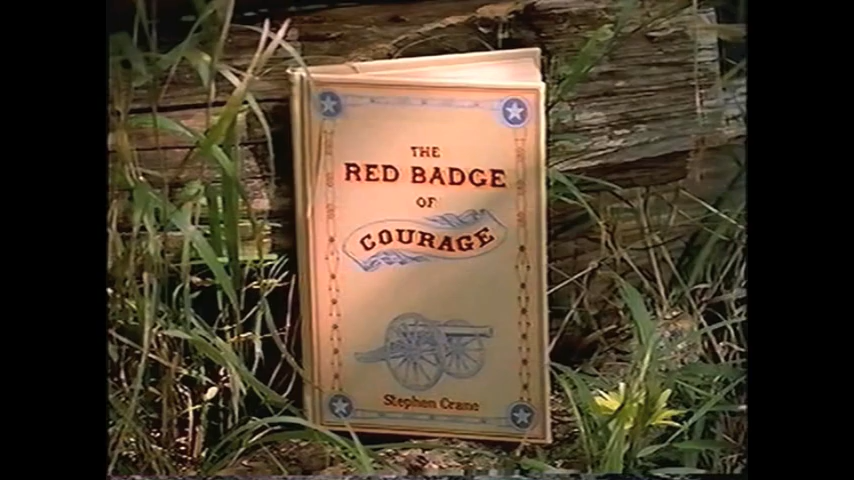 THE
RED BADGE
OF
COURAGE
Stephen Crane